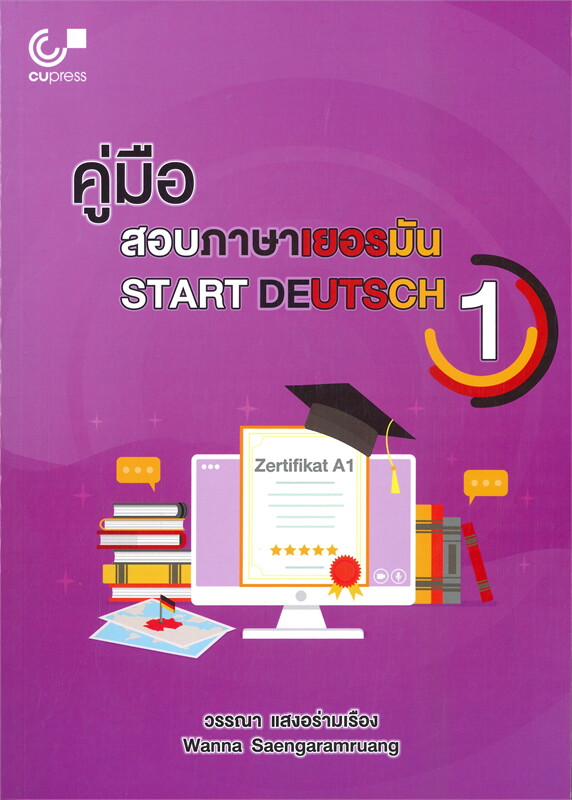 cupress
คู่มือ
สอบภาษาเยอรมัน
START DEUTSCH 1
Zertifikat A1
วรรณา แสงอร่ามเรือง
Wanna Saengaramruang